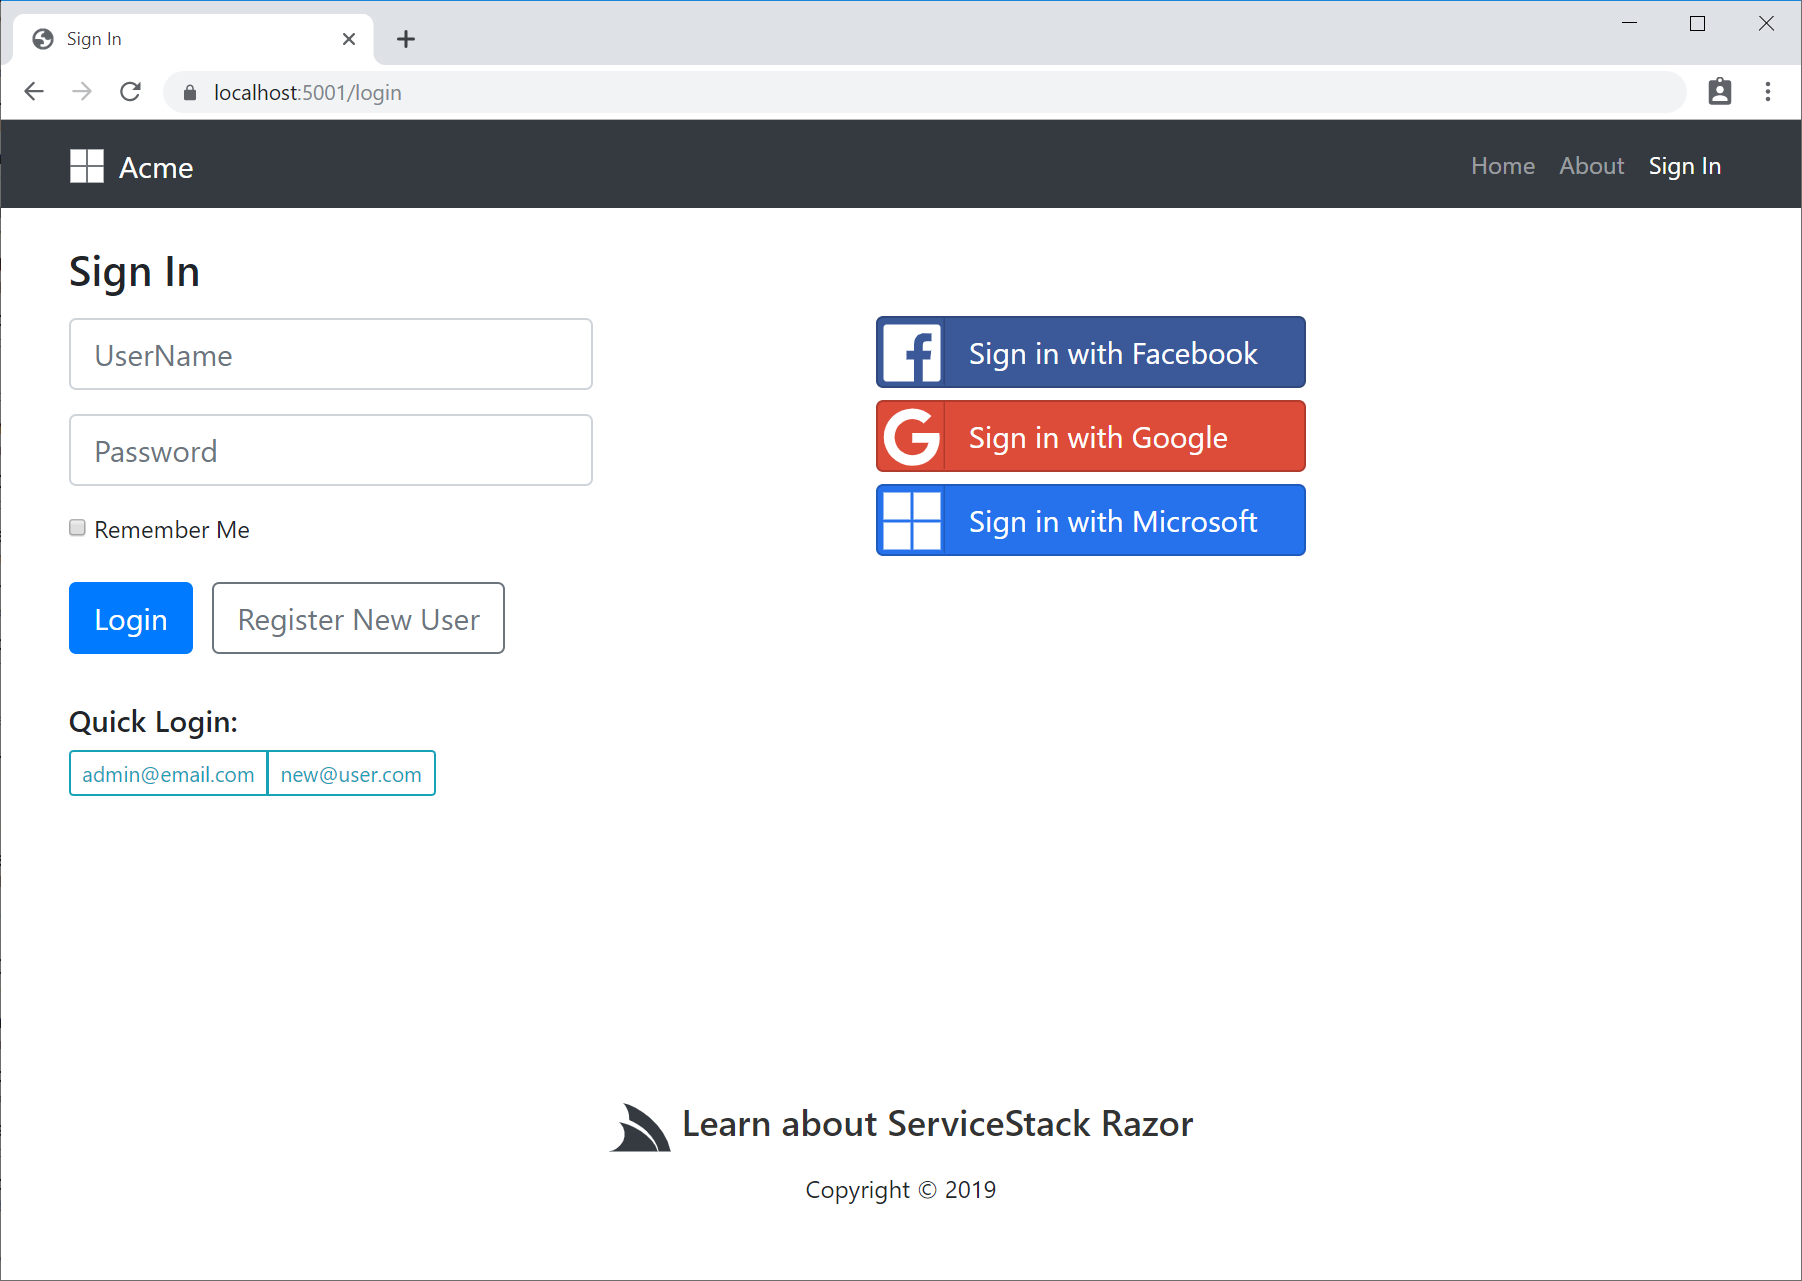 Sign In
localhost:5001/login
Acme
Home About Sign In
Sign In
UserName
Password
Remember Me
Login Register New User
Sign in with Facebook
Sign in with Google
Sign in with Microsoft
Quick Login:
admin@email.com new@user.com
Learn about ServiceStack Razor
Copyright © 2019